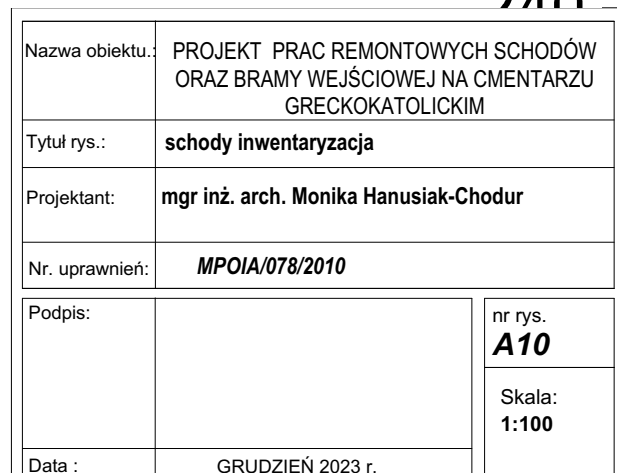 Nazwa obiektu.: PROJEKT PRAC REMONTOWYCH SCHODÓW
ORAZ BRAMY WEJŚCIOWEJ NA CMENTARZU
GRECKOKATOLICKIM
Tytuł rys.: schody inwentaryzacja
Projektant: mgr inż. arch. Monika Hanusiak-Chodur
Nr. uprawnień: MPOIA/078/2010
Podpis:
nr rys.
A10
Skala:
1:100
Data : GRUDZIEŃ 2023 r.